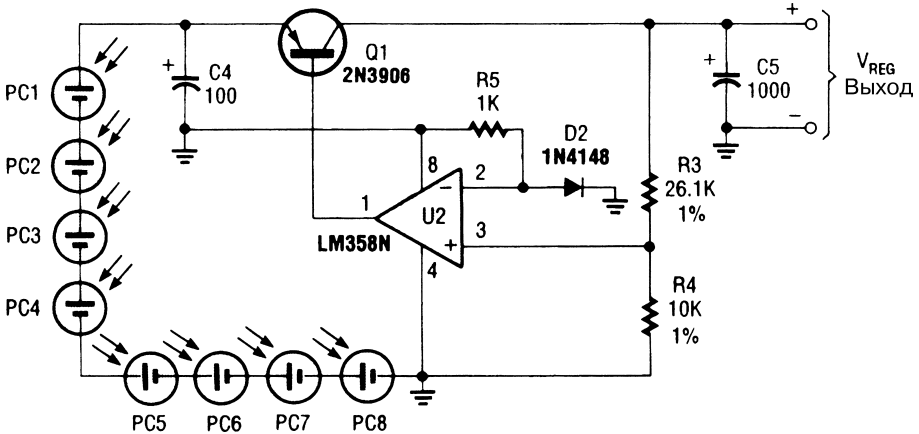 PC1
PC2
PC3
PC4
PC5
PC6
PC7
PC8
+
C4
100
Q1
2N3906
R5
1K
D2
1N4148
8
2
1
U2
3
4
−
+
LM358N
R3
26.1K
1%
R4
10K
1%
+
C5
1000
+
−
VREG
Выход